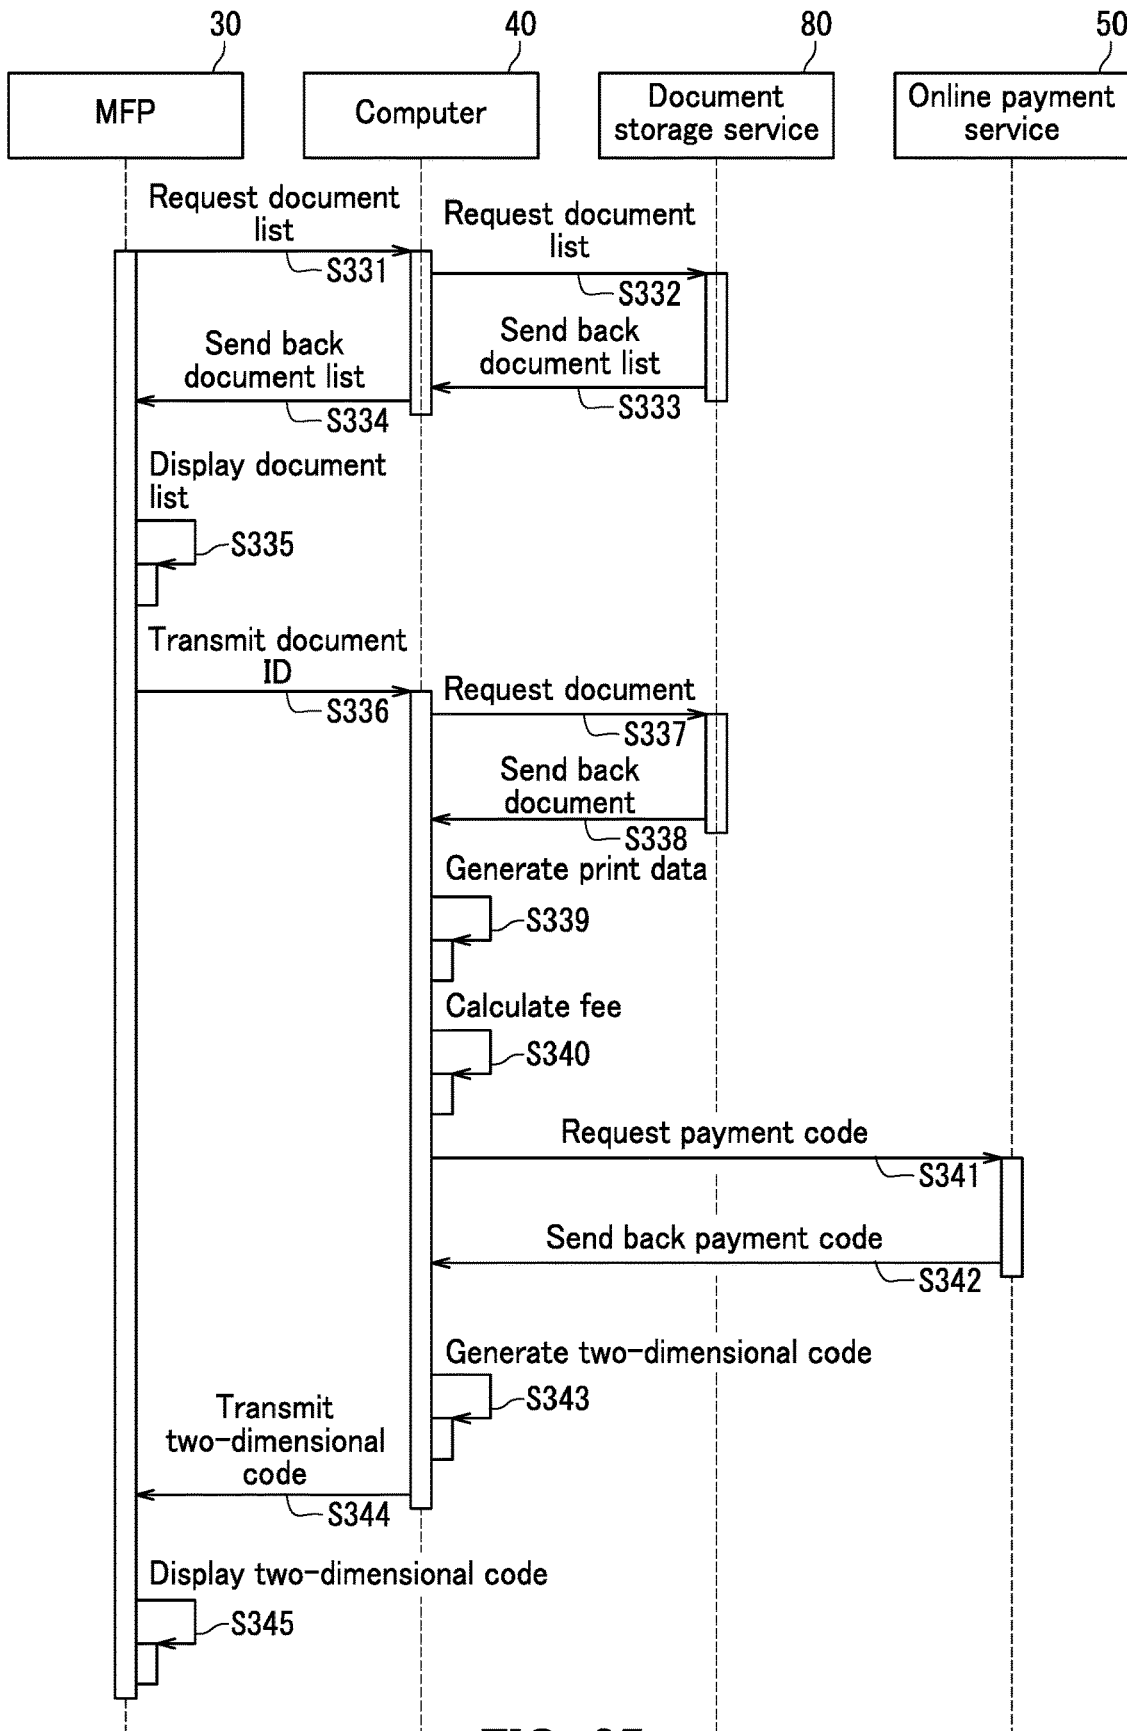 30
40
80
50
MFP
Computer
Document
storage service
Online payment
service
Request document
list
S331
Request document
list
S332
Send back
document list
S333
Send back
document list
S334
Display document
list
S335
Transmit document
ID
S336
Request document
S337
Send back
document
S338
Generate print data
S339
Calculate fee
S340
Request payment code
S341
Send back payment code
S342
Generate two-dimensional code
S343
Transmit
two-dimensional
code
S344
Display two-dimensional code
S345